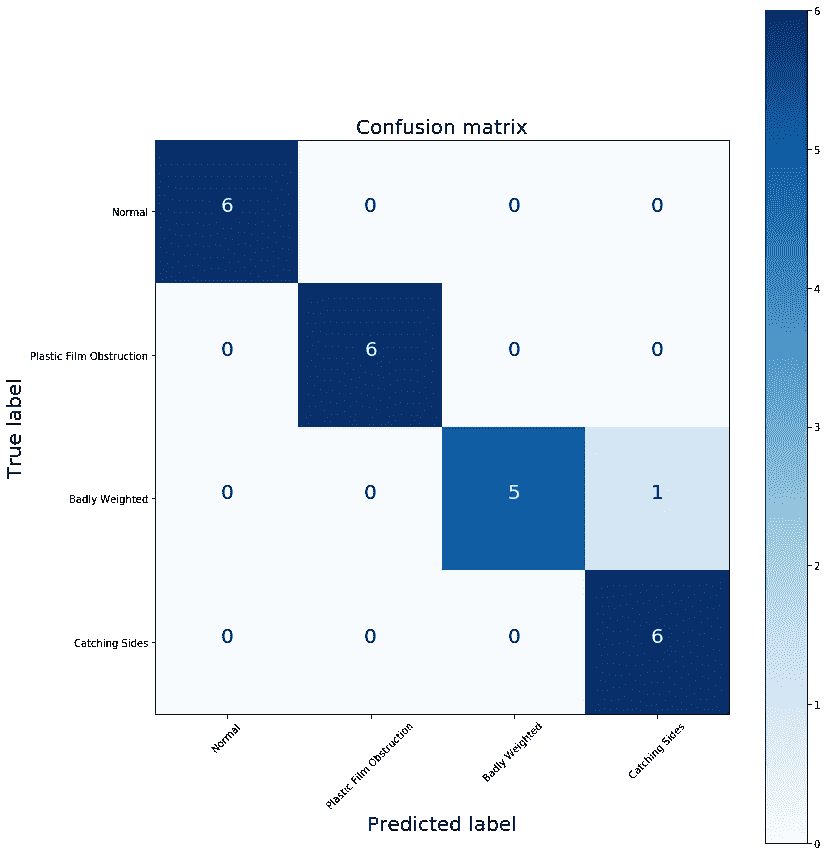 Confusion matrix
6
5
4
3
2
1
0
True label
Normal
6 0 0 0
Plastic Film Obstruction
0 6 0 0
Badly Weighted
0 0 5 1
Catching Sides
0 0 0 6
Normal
Plastic Film Obstruction
Badly Weighted
Catching Sides
Predicted label